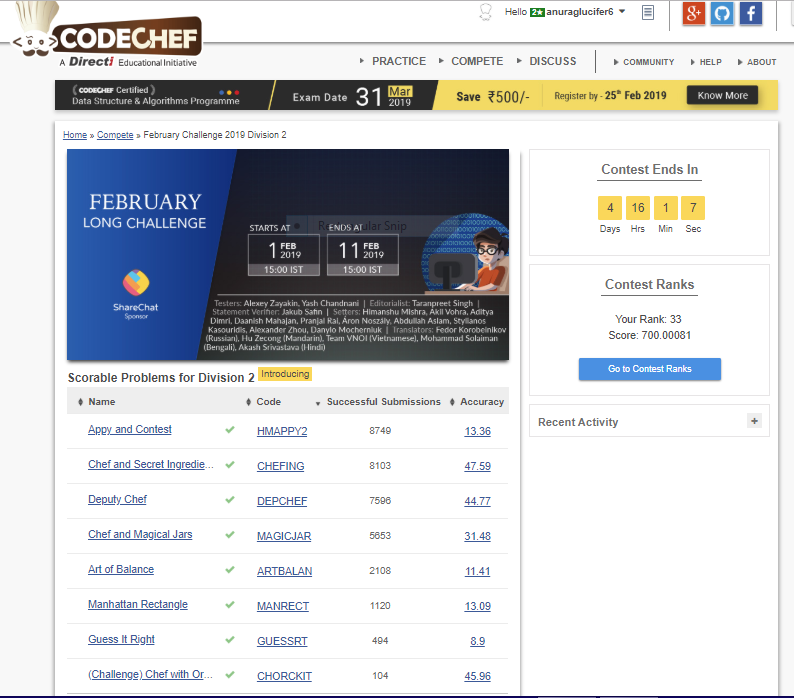 Hello 2★ anuraglucifer6
CODECHEF
A Directi Educational Initiative
PRACTICE COMPETE DISCUSS COMMUNITY HELP ABOUT
CODECHEF Certified
Data Structure & Algorithms Programme
Exam Date 31 Mar 2019
Save ₹500/-
Register by - 25th Feb 2019
Know More
Home » Compete » February Challenge 2019 Division 2
FEBRUARY
LONG CHALLENGE
ShareChat
Sponsor
STARTS AT
1 FEB 2019
15:00 IST
ENDS AT
11 FEB 2019
15:00 IST
Testers: Alexey Zayakin, Yash Chandnani | Editorialist: Taranpreet Singh |
Statement Verifier: Jakub Safin | Setters: Himanshu Mishra, Akil Vohra, Aditya
Dimri, Daanish Mahajan, Pranjal Rai, Áron Noszály, Abdullah Aslam, Stylianos
Kasouridis, Alexander Zhou, Danyio Mocherniuk | Translators: Fedor Korobeinikov
(Russian), Hu Zecong (Mandarin), Team VNOI (Vietnamese), Mohammad Solaiman
(Bengali), Akash Srivastava (Hindi)
Scorable Problems for Division 2 Introducing
Name Code Successful Submissions Accuracy
Appy and Contest HMAPPY2 8749 13.36
Chef and Secret Ingredie... CHEFING 8103 47.59
Deputy Chef DEPCHEF 7596 44.77
Chef and Magical Jars MAGICJAR 5653 31.48
Art of Balance ARTBALAN 2108 11.41
Manhattan Rectangle MANRECT 1120 13.09
Guess It Right GUESSRT 494 8.9
(Challenge) Chef with Or... CHORCKIT 104 45.96
Contest Ends In
4 16 1 7
Days Hrs Min Sec
Contest Ranks
Your Rank: 33
Score: 700.00081
Go to Contest Ranks
Recent Activity +